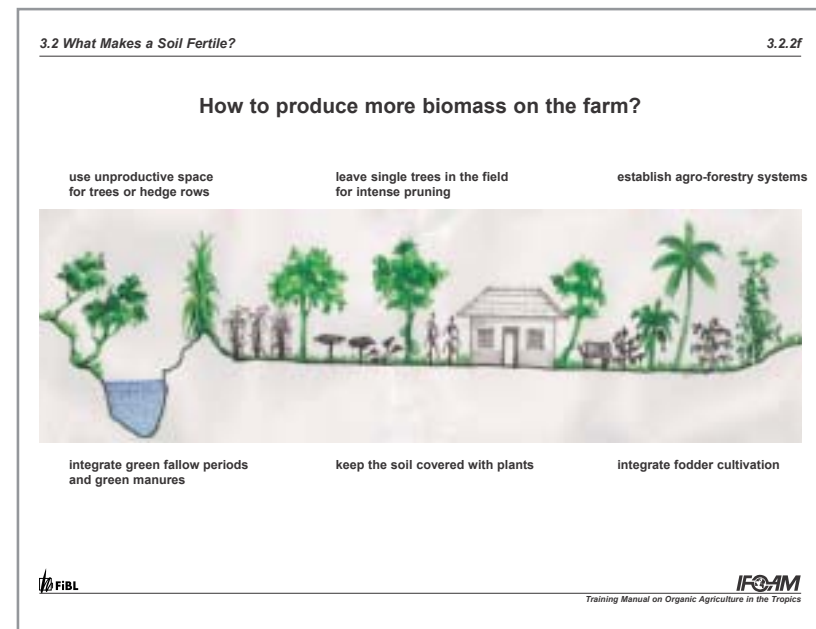 3.2 What Makes a Soil Fertile? 3.2.2f
How to produce more biomass on the farm?
use unproductive space
for trees or hedge rows
leave single trees in the field
for intense pruning
establish agro-forestry systems
integrate green fallow periods
and green manures
keep the soil covered with plants
integrate fodder cultivation
FiBL
IFOAM
Training Manual on Organic Agriculture in the Tropics